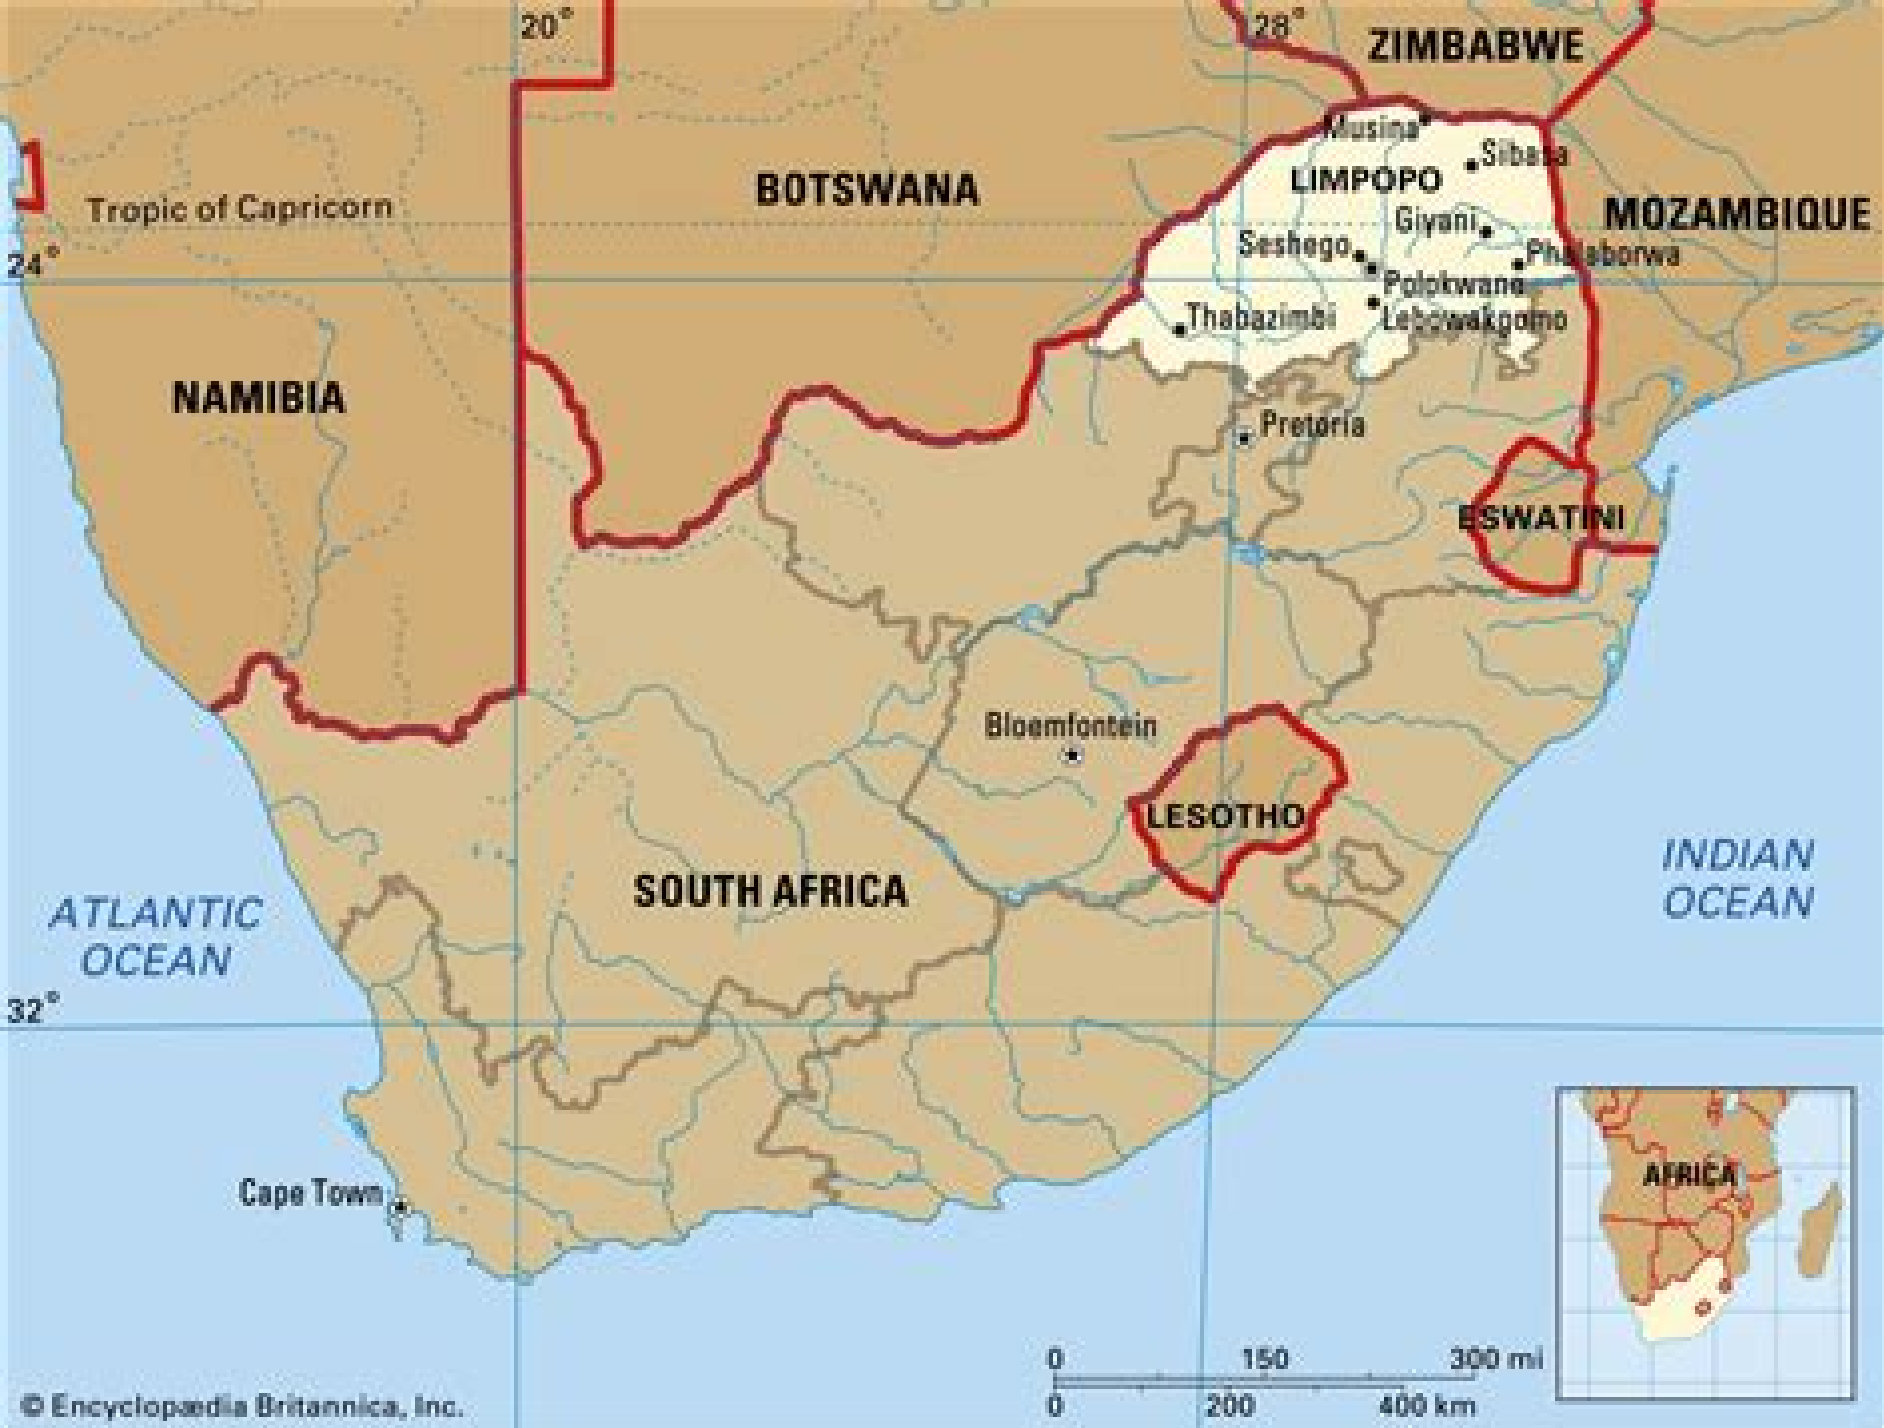 20°
28°
ZIMBABWE
Musina
Sibasa
BOTSWANA
LIMPOPO
Tropic of Capricorn
Giyani
MOZAMBIQUE
Seshego
Phalaborwa
24°
Polokwane
Thabazimbi
Lebowakgomo
NAMIBIA
Pretoria
ESWATINI
Bloemfontein
LESOTHO
SOUTH AFRICA
INDIAN
OCEAN
ATLANTIC
OCEAN
32°
AFRICA
Cape Town
0 150 300 mi
0 200 400 km
© Encyclopædia Britannica, Inc.